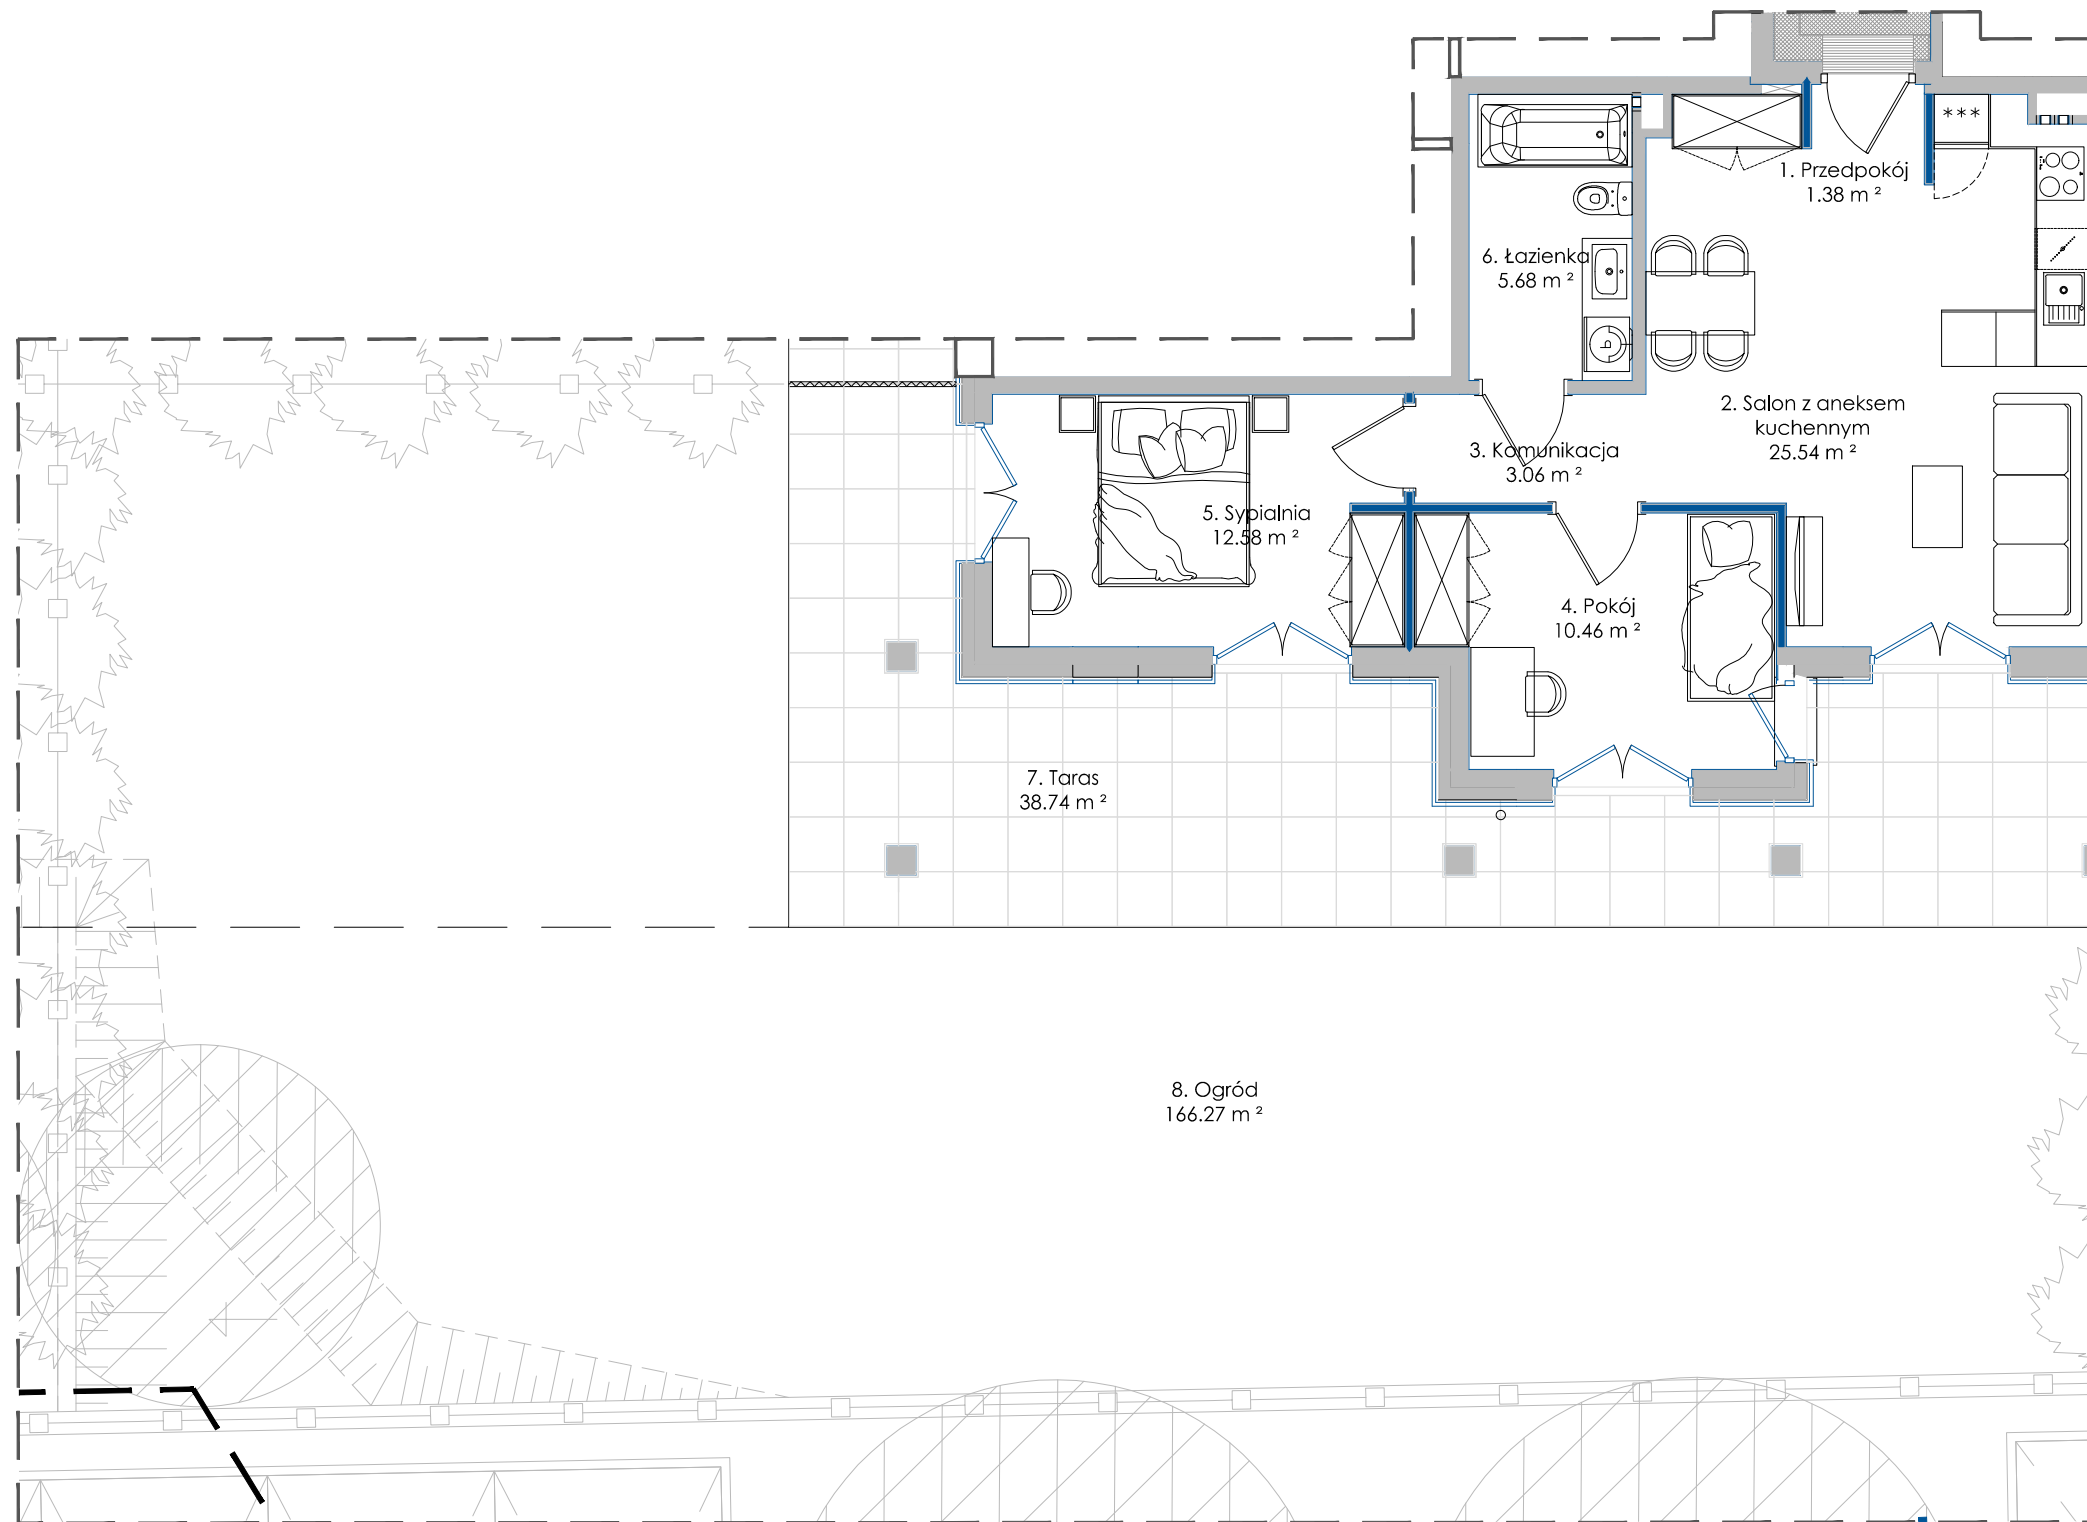 ***
1. Przedpokój
1.38 m ²
6. Łazienka
5.68 m ²
2. Salon z aneksem
kuchennym
25.54 m ²
3. Komunikacja
3.06 m ²
5. Sypialnia
12.58 m ²
4. Pokój
10.46 m ²
7. Taras
38.74 m ²
8. Ogród
166.27 m ²